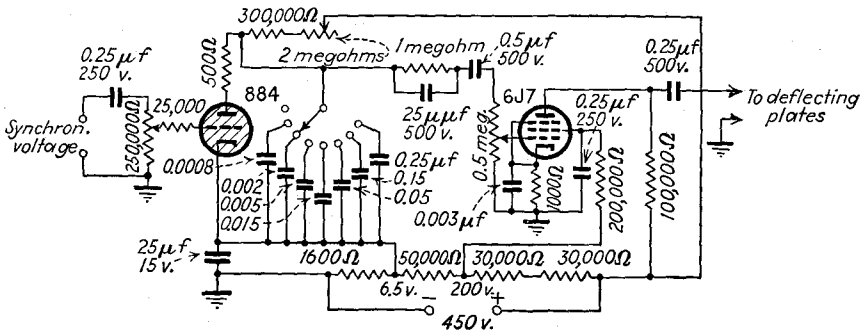 300,000Ω
2 megohms
1 megohm
0.5 μf
500 v.
0.25 μf
250 v.
500Ω
884
25,000
Synchron.
voltage
250,000Ω
0.0008
0.002
0.005
0.015
0.25 μf
0.15
0.05
25 μμf
500 v.
0.5 meg.
6J7
0.25 μf
250 v.
0.25 μf
500 v.
To deflecting
plates
0.003 μf
1000Ω
200,000Ω
100,000Ω
25 μf
15 v.
1600Ω
50,000Ω
30,000Ω
30,000Ω
6.5 v.
200 v.
-
+
450 v.